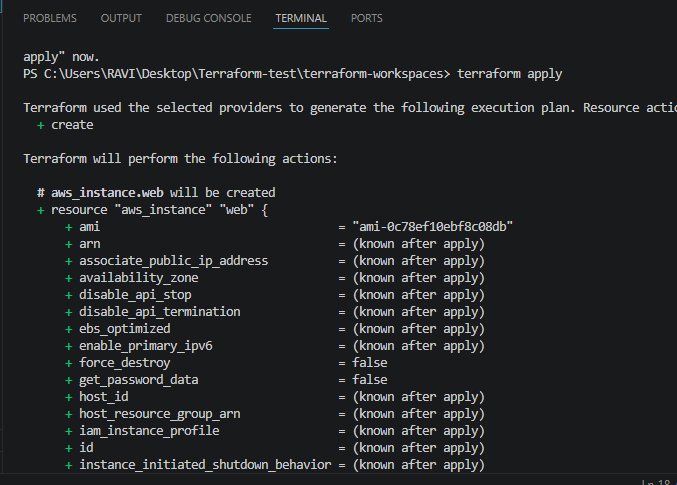 PROBLEMS OUTPUT DEBUG CONSOLE TERMINAL PORTS
apply" now.
PS C:\Users\RAVI\Desktop\Terraform-test\terraform-workspaces> terraform apply
Terraform used the selected providers to generate the following execution plan. Resource actio
+ create
Terraform will perform the following actions:
# aws_instance.web will be created
+ resource "aws_instance" "web" {
+ ami = "ami-0c78ef10ebf8c08db"
+ arn = (known after apply)
+ associate_public_ip_address = (known after apply)
+ availability_zone = (known after apply)
+ disable_api_stop = (known after apply)
+ disable_api_termination = (known after apply)
+ ebs_optimized = (known after apply)
+ enable_primary_ipv6 = (known after apply)
+ force_destroy = false
+ get_password_data = false
+ host_id = (known after apply)
+ host_resource_group_arn = (known after apply)
+ iam_instance_profile = (known after apply)
+ id = (known after apply)
+ instance_initiated_shutdown_behavior = (known after apply)